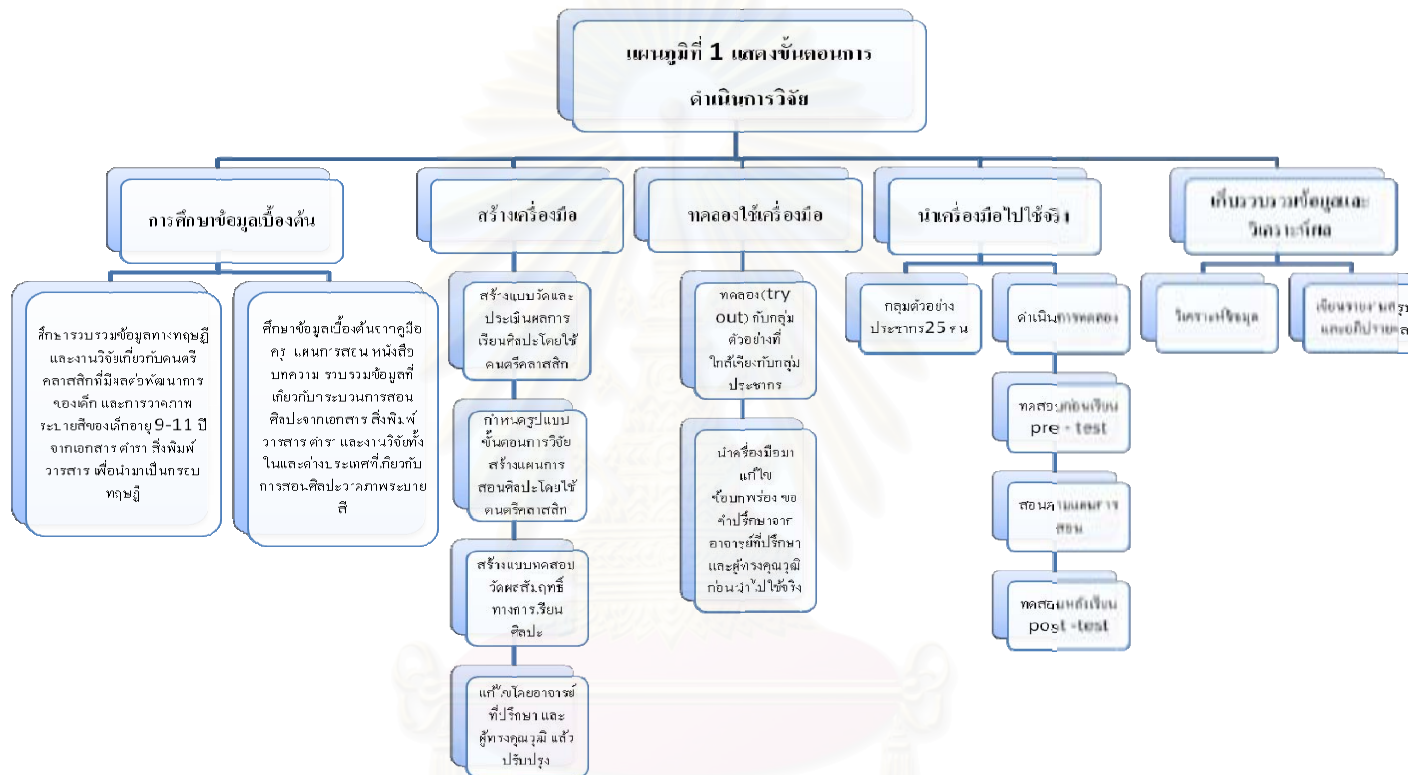 แผนภูมิที่ 1 แสดงขั้นตอนการ
ดำเนินการวิจัย
การศึกษาข้อมูลเบื้องต้น
สร้างเครื่องมือ
ทดลองใช้เครื่องมือ
นำเครื่องมือไปใช้จริง
เก็บรวบรวมข้อมูลและ
วิเคราะห์ผล
ศึกษารวบรวมข้อมูลทางทฤษฎี
และงานวิจัยเกี่ยวกับดนตรี
คลาสสิกที่มีผลต่อพัฒนาการ
ของเด็ก และการวาดภาพ
ระบายสีของเด็กอายุ 9-11 ปี
จากเอกสาร ตำรา สิ่งพิมพ์
วารสาร เพื่อนำมาเป็นกรอบ
ทฤษฎี
ศึกษาข้อมูลเบื้องต้นจากคู่มือ
ครู แผนการสอน หนังสือ
บทความ รวบรวมข้อมูลที่
เกี่ยวกับกระบวนการสอน
ศิลปะจากเอกสาร สิ่งพิมพ์
วารสาร ตำรา และงานวิจัยทั้ง
ในและต่างประเทศที่เกี่ยวกับ
การสอนศิลปะวาดภาพระบาย
สี
สร้างแบบวัดและ
ประเมินผลการ
เรียนศิลปะโดยใช้
ดนตรีคลาสสิก
กำหนดรูปแบบ
ขั้นตอนการวิจัย
สร้างแผนการ
สอนศิลปะโดยใช้
ดนตรีคลาสสิก
สร้างแบบทดสอบ
วัดผลสัมฤทธิ์
ทางการเรียน
ศิลปะ
แก้ไขโดยอาจารย์
ที่ปรึกษา และ
ผู้ทรงคุณวุฒิ แล้ว
ปรับปรุง
ทดลอง(try
out) กับกลุ่ม
ตัวอย่างที่
ใกล้เคียงกับกลุ่ม
ประชากร
นำเครื่องมือมา
แก้ไข
ข้อบกพร่อง ขอ
คำปรึกษาจาก
อาจารย์ที่ปรึกษา
และผู้ทรงคุณวุฒิ
ก่อนนำไปใช้จริง
กลุ่มตัวอย่าง
ประชากร25 คน
ดำเนินการทดลอง
ทดสอบก่อนเรียน
pre - test
สอนตามแผนการ
สอน
ทดสอบหลังเรียน
post -test
วิเคราะห์ข้อมูล
เขียนรายงานสรุป
และอภิปรายผล